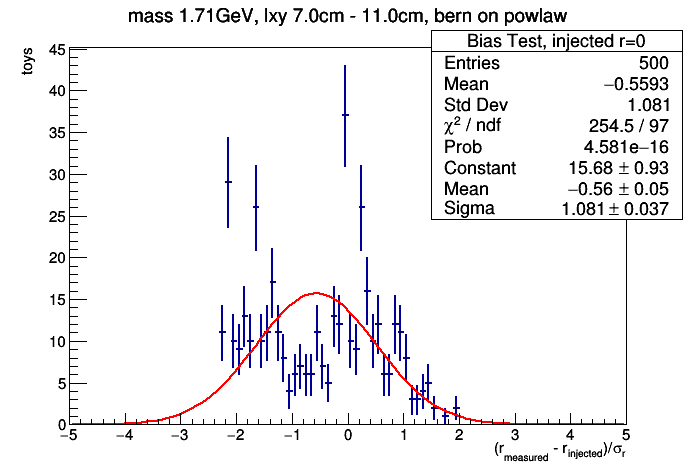 mass 1.71GeV, lxy 7.0cm - 11.0cm, bern on powlaw
Bias Test, injected r=0
Entries 500
Mean −0.5593
Std Dev 1.081
χ² / ndf 254.5 / 97
Prob 4.581e−16
Constant 15.68 ± 0.93
Mean −0.56 ± 0.05
Sigma 1.081 ± 0.037
toys
45
40
35
30
25
20
15
10
5
0
−5 −4 −3 −2 −1 0 1 2 3 4 5
(r_measured - r_injected)/σ_r